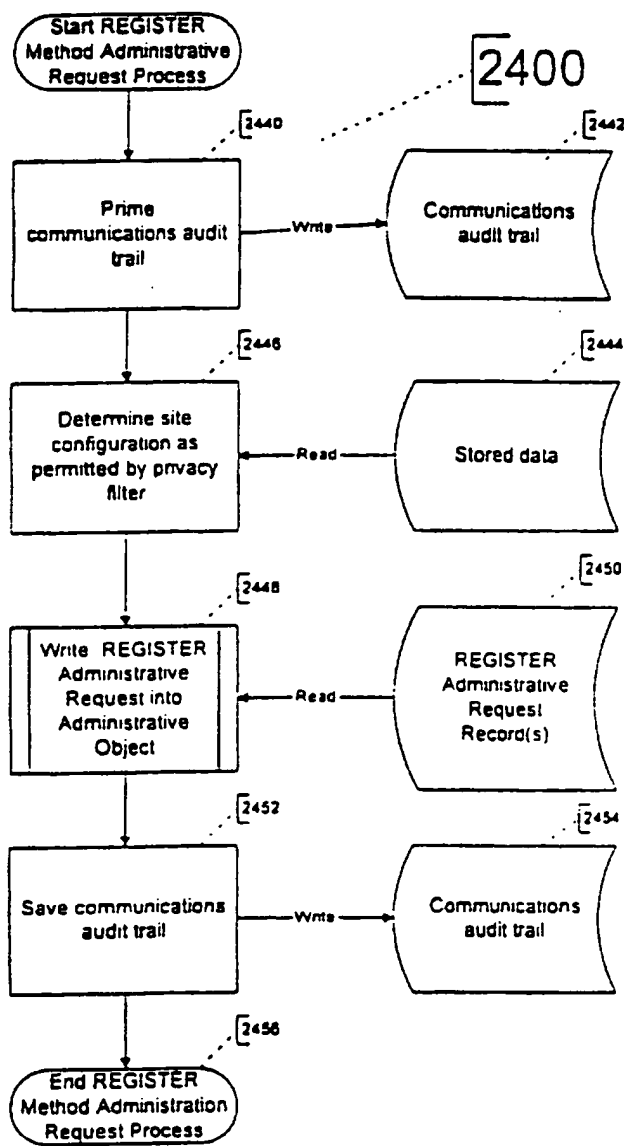 Start REGISTER
Method Administrative
Request Process
2400
2440
2442
Prime
communications audit
trail
Write
Communications
audit trail
2446
2444
Determine site
configuration as
permitted by privacy
filter
Read
Stored data
2448
2450
Write REGISTER
Administrative
Request into
Administrative
Object
Read
REGISTER
Administrative
Request
Record(s)
2452
2454
Save communications
audit trail
Write
Communications
audit trail
2456
End REGISTER
Method Administration
Request Process